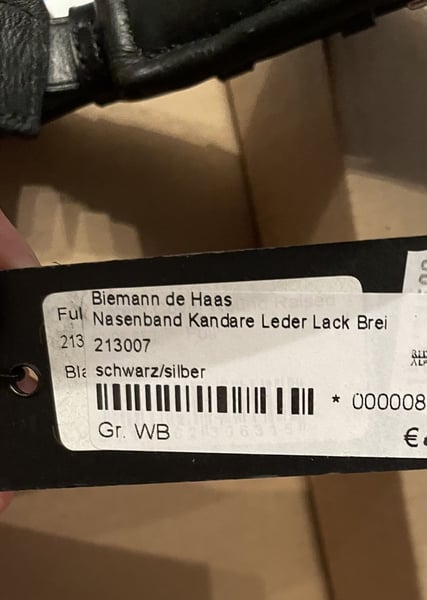 Biemann de Haas
Nasenband Kandare Leder Lack Brei
213007
schwarz/silber
* 000008
Gr. WB
€
Ful
213
Bla